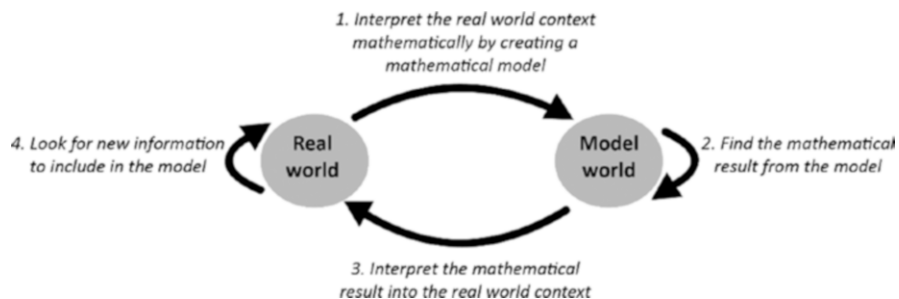 1. Interpret the real world context
mathematically by creating a
mathematical model
Real
world
Model
world
4. Look for new information
to include in the model
2. Find the mathematical
result from the model
3. Interpret the mathematical
result into the real world context